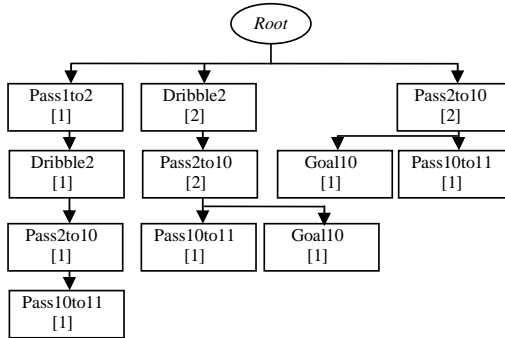 Root
Pass1to2
[1]
Dribble2
[2]
Pass2to10
[2]
Dribble2
[1]
Pass2to10
[2]
Goal10
[1]
Pass10to11
[1]
Pass2to10
[1]
Pass10to11
[1]
Goal10
[1]
Pass10to11
[1]